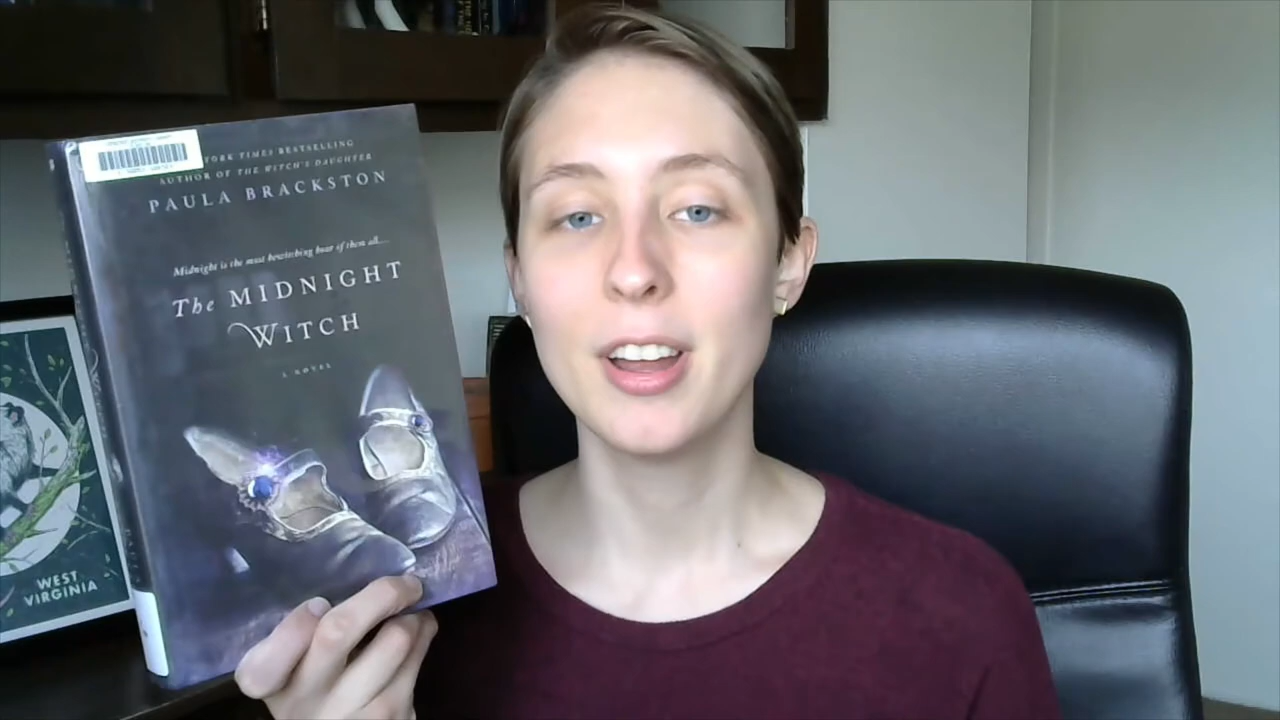 YORK TIMES BESTSELLING
AUTHOR OF THE WITCH'S DAUGHTER
PAULA BRACKSTON
Midnight is the most bewitching hour of them all....
The MIDNIGHT
WITCH
A NOVEL
WEST
VIRGINIA